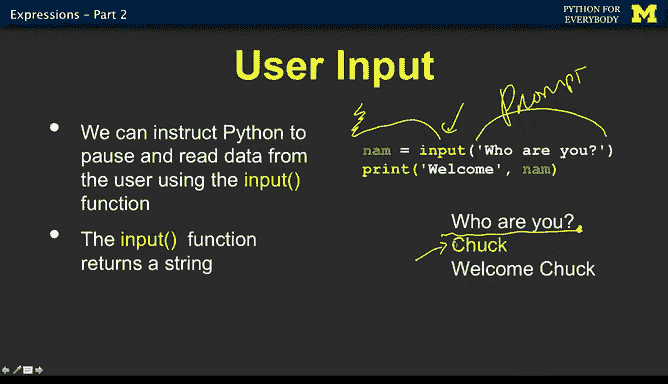 Expressions – Part 2
PYTHON FOR
EVERYBODY
M
User Input
• We can instruct Python to
pause and read data from
the user using the input()
function
• The input() function
returns a string
Prompt
nam = input('Who are you?')
print('Welcome', nam)
Who are you?
Chuck
Welcome Chuck